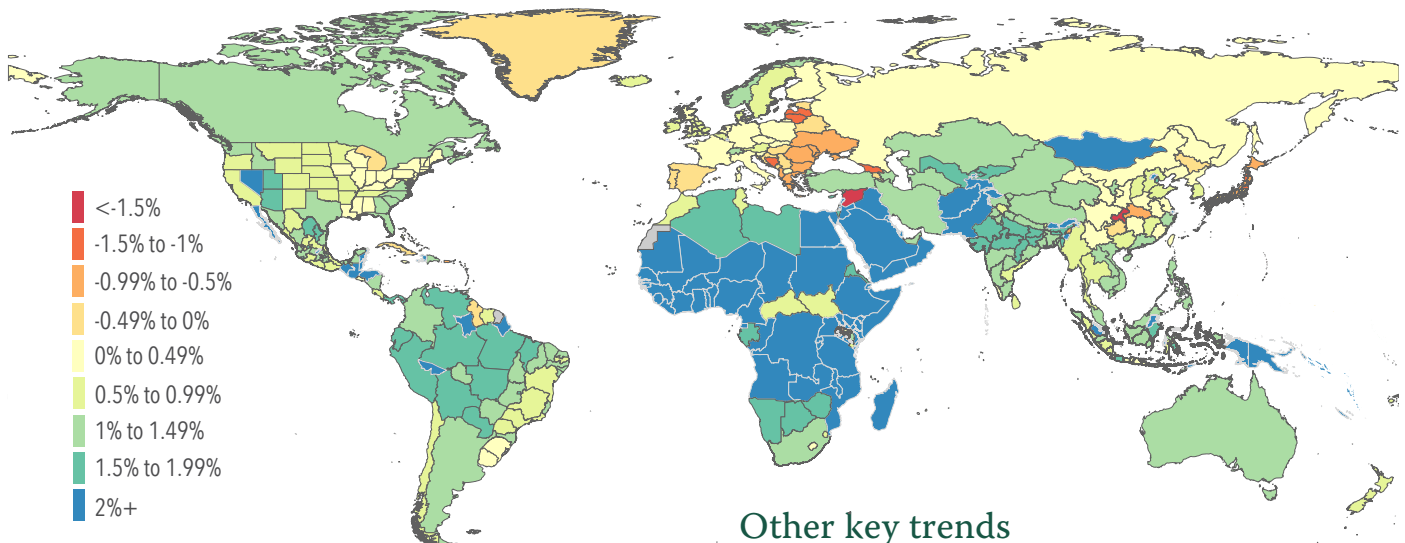 <-1.5%
-1.5% to -1%
-0.99% to -0.5%
-0.49% to 0%
0% to 0.49%
0.5% to 0.99%
1% to 1.49%
1.5% to 1.99%
2%+
Other key trends